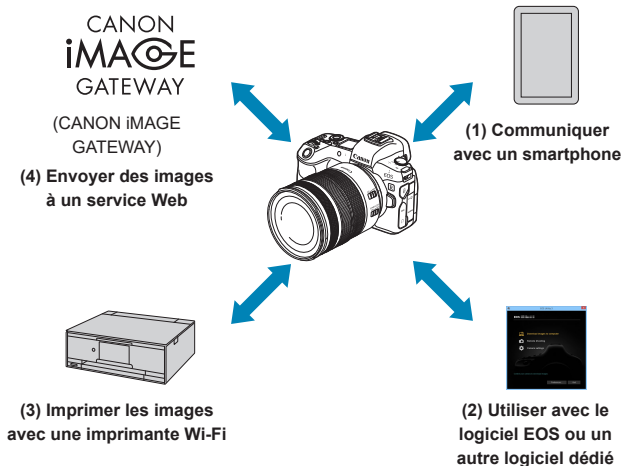 CANON
iMAGE
GATEWAY
(CANON iMAGE
GATEWAY)
(4) Envoyer des images
à un service Web
(1) Communiquer
avec un smartphone
Canon
EOS
R
(3) Imprimer les images
avec une imprimante Wi-Fi
(2) Utiliser avec le
logiciel EOS ou un
autre logiciel dédié